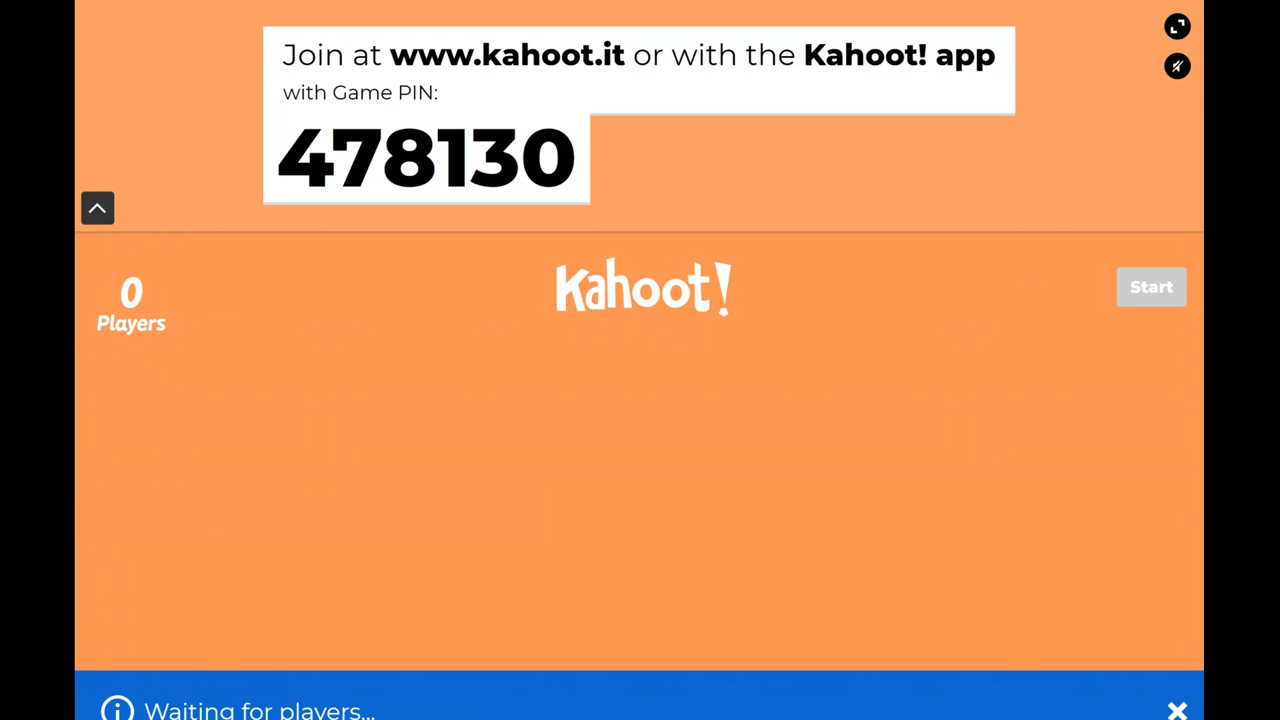 Join at www.kahoot.it or with the Kahoot! app
with Game PIN:
478130
0
Players
Kahoot!
Start
Waiting for players...